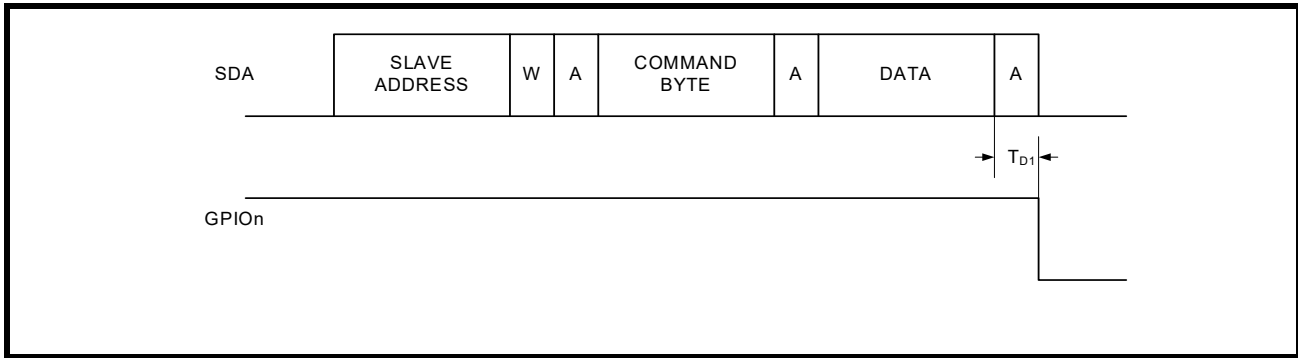 SDA
SLAVE
ADDRESS
W
A
COMMAND
BYTE
A
DATA
A
TD1
GPIOn